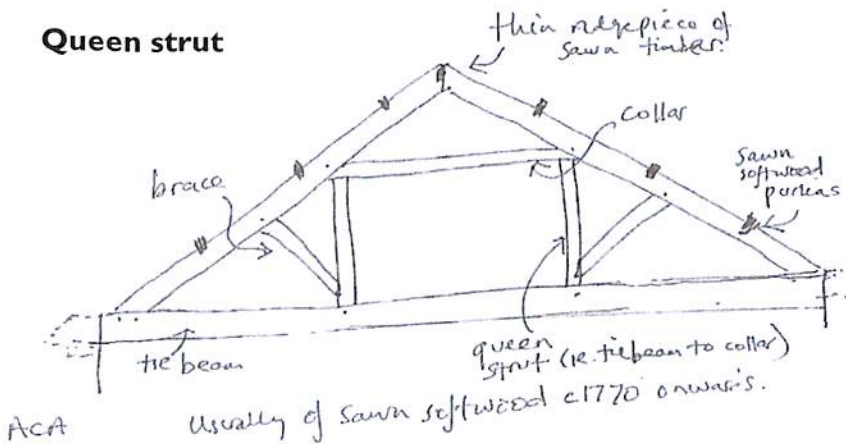 Queen strut
thin ridgepiece of
sawn timber.
collar
brace
sawn
softwood
purlins
tie beam
queen
strut (ie. tiebeam to collar)
Usually of sawn softwood c1770 onwards.
ACA